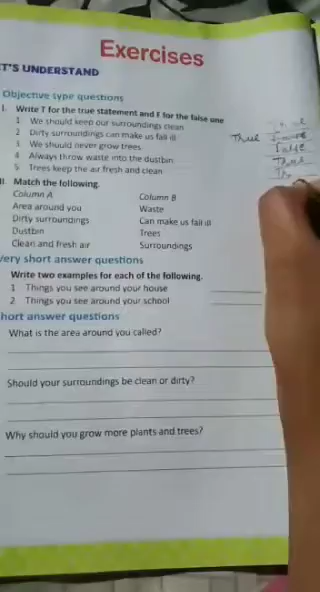 Exercises
T'S UNDERSTAND
Objective type questions
I. Write T for the true statement and F for the false one
1 We should keep our surroundings clean
2 Dirty surroundings can make us fall ill
True
3 We should never grow trees
False
4 Always throw waste into the dustbin
True
5 Trees keep the air fresh and clean
II. Match the following.
Column A Column B
Area around you Waste
Dirty surroundings Can make us fall ill
Dustbin Trees
Clean and fresh air Surroundings
Very short answer questions
Write two examples for each of the following.
1 Things you see around your house
2 Things you see around your school
hort answer questions
What is the area around you called?
Should your surroundings be clean or dirty?
Why should you grow more plants and trees?